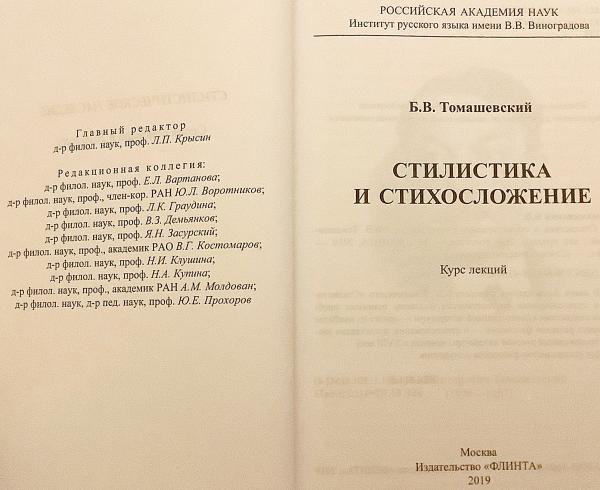 Главный редактор
д-р филол. наук, проф. Л.П. Крысин
Редакционная коллегия:
д-р филол. наук, проф. Е.Л. Вартанова;
д-р филол. наук, проф., член-кор. РАН Ю.Л. Воротников;
д-р филол. наук, проф. Л.К. Граудина;
д-р филол. наук, проф. В.З. Демьянков;
д-р филол. наук, проф. Я.Н. Засурский;
д-р филол. наук, проф., академик РАО В.Г. Костомаров;
д-р филол. наук, проф. Н.И. Клушина;
д-р филол. наук, проф. Н.А. Купина;
д-р филол. наук, проф., академик РАН А.М. Молдован;
д-р филол. наук, д-р пед. наук, проф. Ю.Е. Прохоров
РОССИЙСКАЯ АКАДЕМИЯ НАУК
Институт русского языка имени В.В. Виноградова
Б.В. Томашевский
СТИЛИСТИКА
И СТИХОСЛОЖЕНИЕ
Курс лекций
Москва
Издательство «ФЛИНТА»
2019